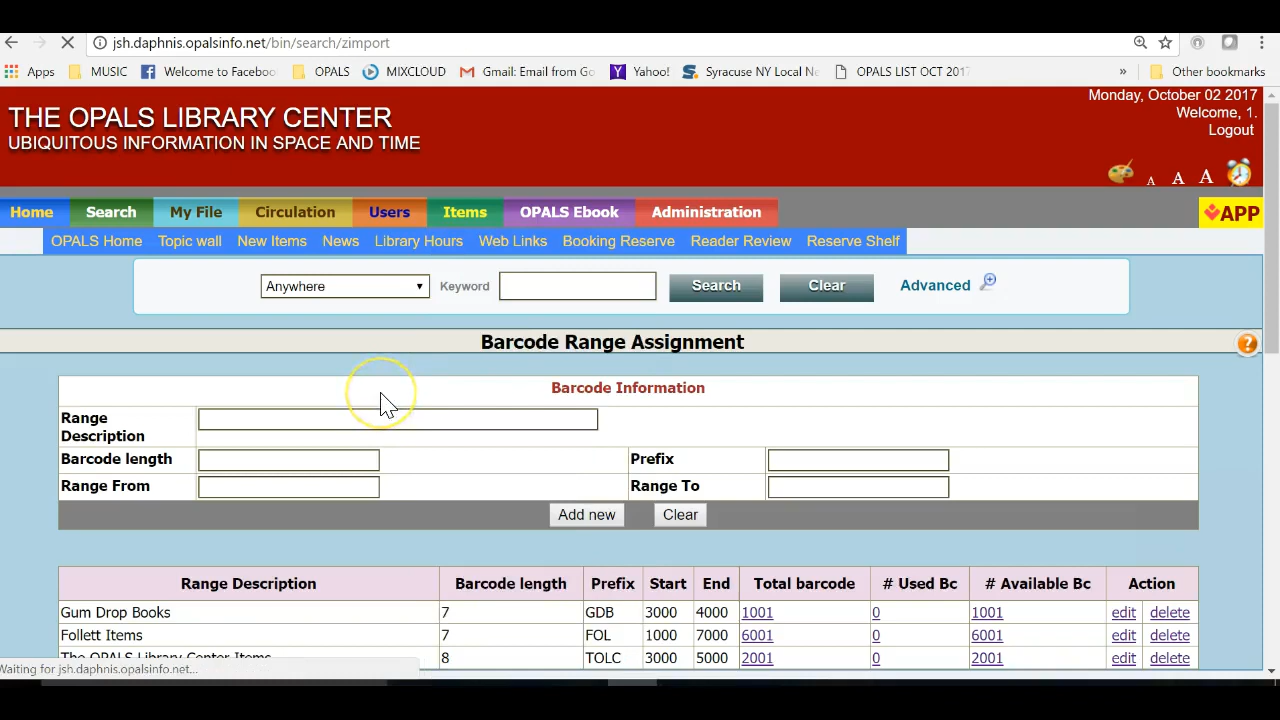 jsh.daphnis.opalsinfo.net/bin/search/zimport
Apps MUSIC Welcome to Facebo OPALS MIXCLO Gmail: Email from Go Yahoo! Syracuse NY Local Ne OPALS LIST OCT 2017 » Other bookmarks
Monday, October 02 2017
THE OPALS LIBRARY CENTER
Welcome, 1.
UBIQUITOUS INFORMATION IN SPACE AND TIME
Logout
A A A
Home Search My File Circulation Users Items OPALS Ebook Administration APP
OPALS Home Topic wall New Items News Library Hours Web Links Booking Reserve Reader Review Reserve Shelf
Anywhere Keyword Search Clear Advanced
Barcode Range Assignment ?
Barcode Information
Range Description
Barcode length Prefix
Range From Range To
Add new Clear
Range Description Barcode length Prefix Start End Total barcode # Used Bc # Available Bc Action
Gum Drop Books 7 GDB 3000 4000 1001 0 1001 edit delete
Follett Items 7 FOL 1000 7000 6001 0 6001 edit delete
The OPALS Library Center Items 8 TOLC 3000 5000 2001 0 2001 edit delete
Waiting for jsh.daphnis.opalsinfo.net...